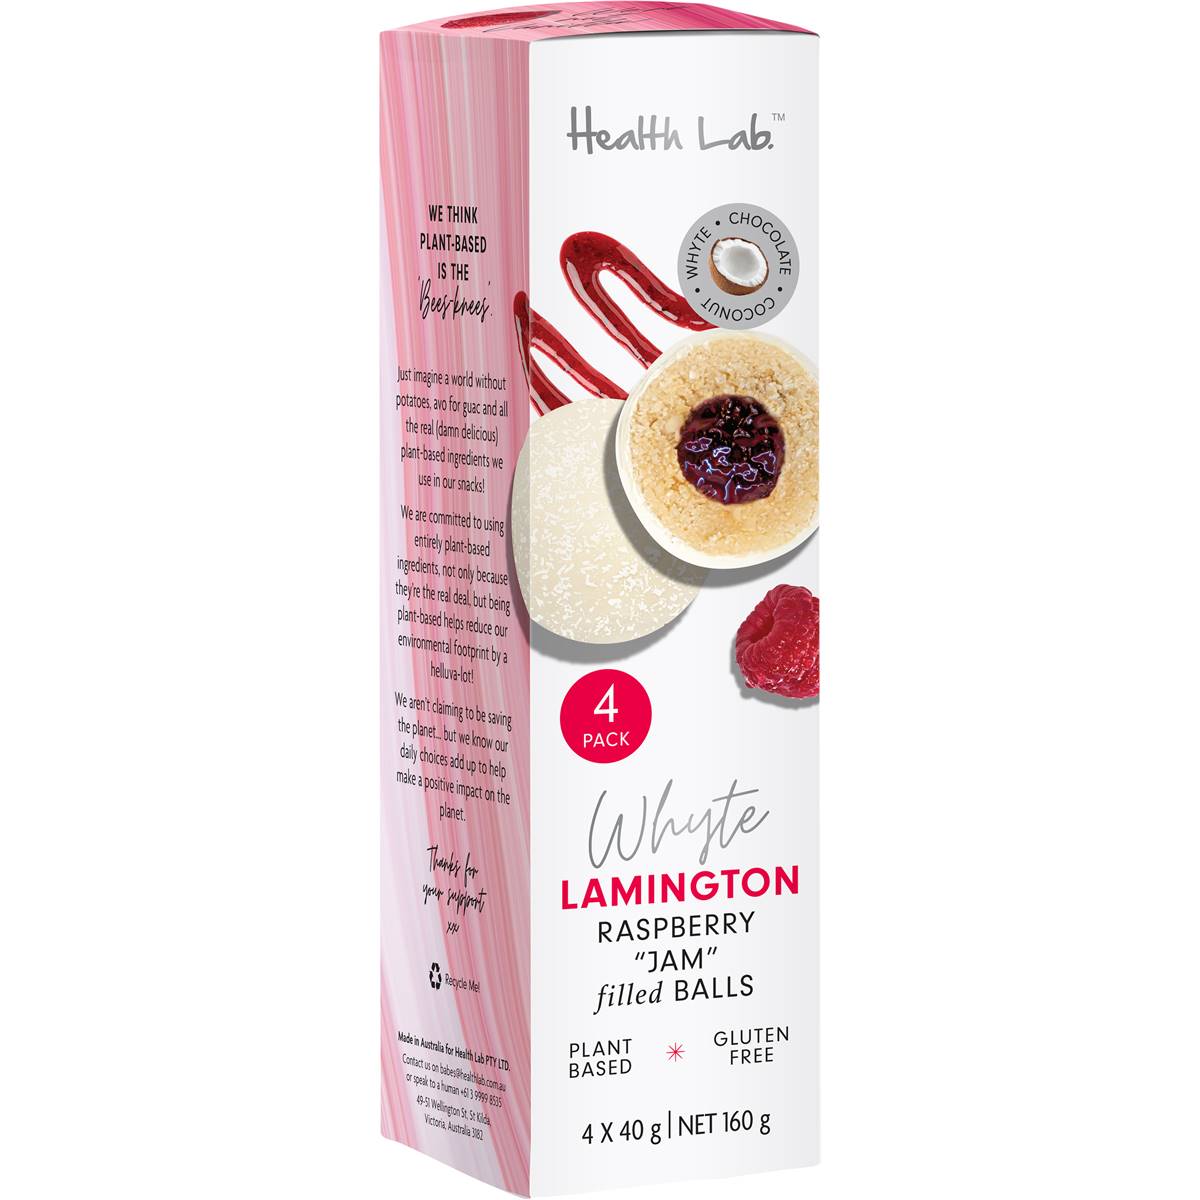 Health Lab.™
WHYTE • CHOCOLATE • COCONUT •
4
PACK
Whyte
LAMINGTON
RASPBERRY
"JAM"
filled BALLS
PLANT
BASED
GLUTEN
FREE
4 X 40 g | NET 160 g
WE THINK
PLANT-BASED
IS THE
'Bees-knees'.
Just imagine a world without
potatoes, avo for guac and all
the real (damn delicious)
plant-based ingredients we
use in our snacks!
We are committed to using
entirely plant-based
ingredients, not only because
they're the real deal, but being
plant-based helps reduce our
environmental footprint by a
helluva-lot!
We aren't claiming to be saving
the planet... but we know our
daily choices add up to help
make a positive impact on the
planet.
Thanks for
your support
xx
Recycle Me!
Made in Australia for Health Lab PTY LTD.
Contact us on babes@healthlab.com.au
or speak to a human +61 3 9999 8535
49-51 Wellington St, St Kilda,
Victoria, Australia 3182